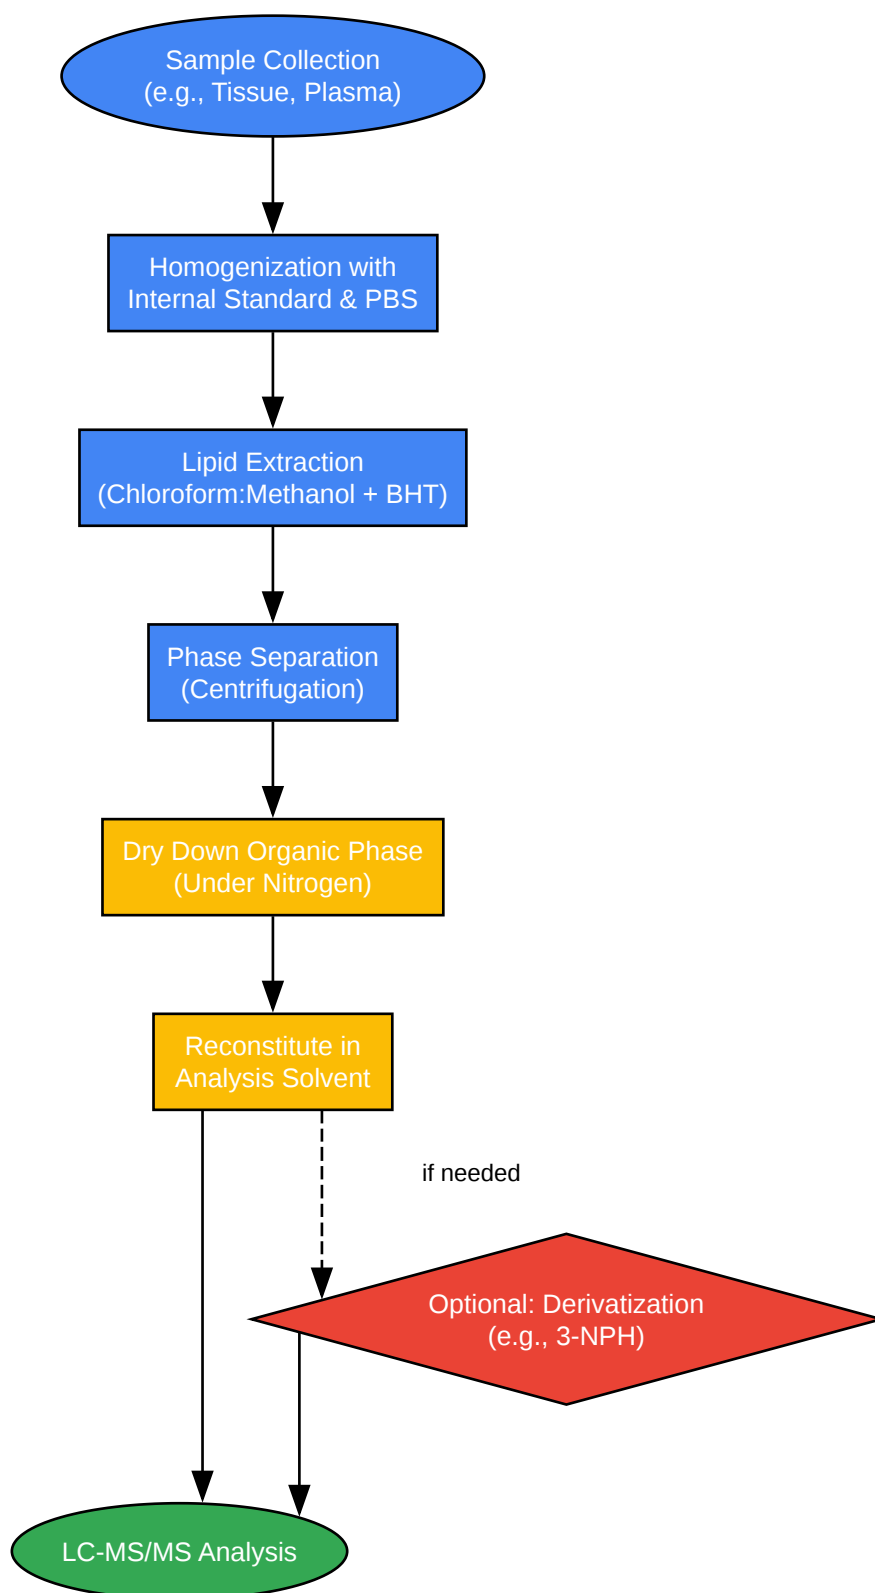 Sample Collection
(e.g., Tissue, Plasma)
Homogenization with
Internal Standard & PBS
Lipid Extraction
(Chloroform:Methanol + BHT)
Phase Separation
(Centrifugation)
Dry Down Organic Phase
(Under Nitrogen)
Reconstitute in
Analysis Solvent
if needed
Optional: Derivatization
(e.g., 3-NPH)
LC-MS/MS Analysis